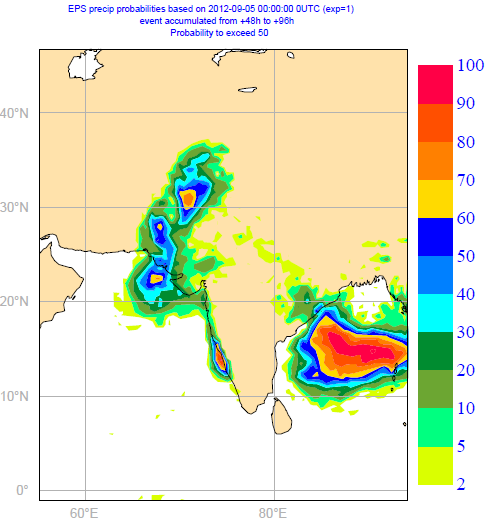 EPS precip probabilities based on 2012-09-05 00:00:00 0UTC (exp=1)
event accumulated from +48h to +96h
Probability to exceed 50
40°N
30°N
20°N
10°N
0°
60°E
80°E
100
90
80
70
60
50
40
30
20
10
5
2